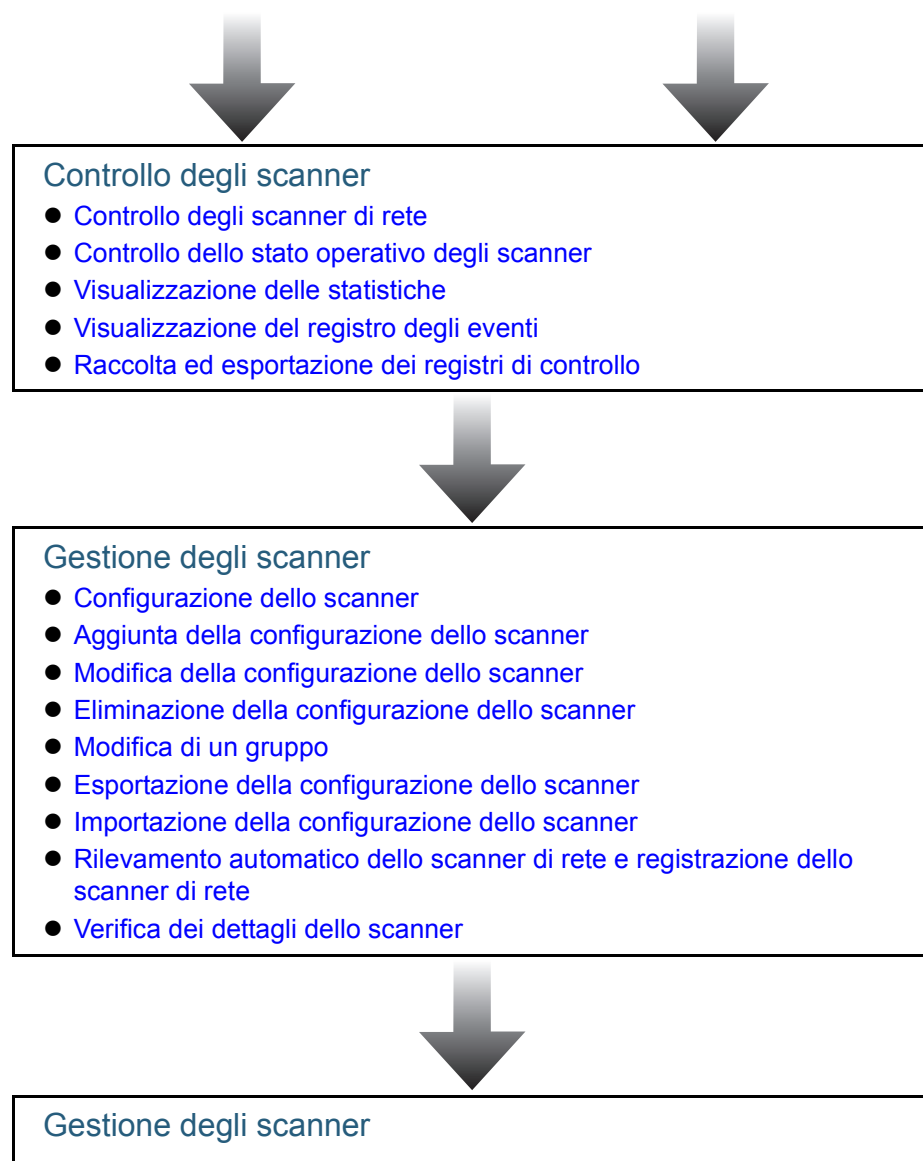 Controllo degli scanner
● Controllo degli scanner di rete
● Controllo dello stato operativo degli scanner
● Visualizzazione delle statistiche
● Visualizzazione del registro degli eventi
● Raccolta ed esportazione dei registri di controllo
Gestione degli scanner
● Configurazione dello scanner
● Aggiunta della configurazione dello scanner
● Modifica della configurazione dello scanner
● Eliminazione della configurazione dello scanner
● Modifica di un gruppo
● Esportazione della configurazione dello scanner
● Importazione della configurazione dello scanner
● Rilevamento automatico dello scanner di rete e registrazione dello
scanner di rete
● Verifica dei dettagli dello scanner
Gestione degli scanner